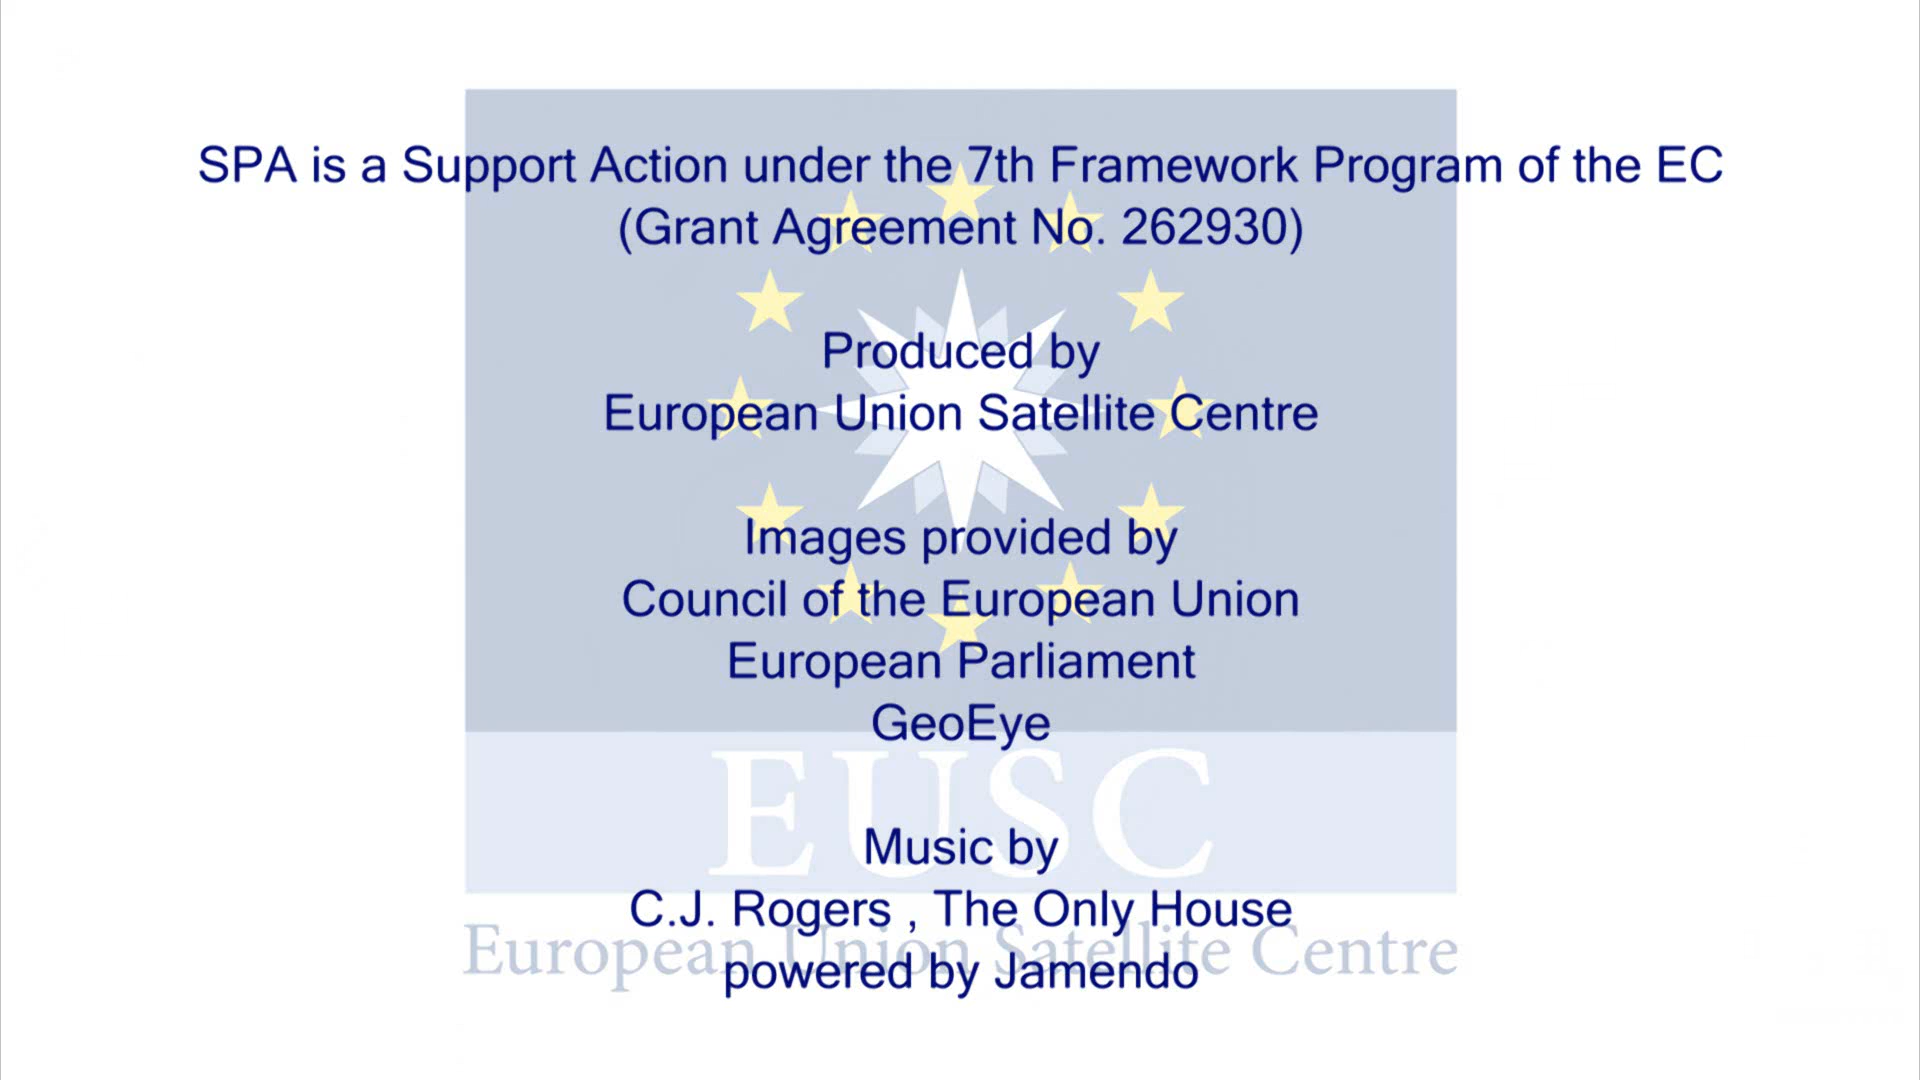 SPA is a Support Action under the 7th Framework Program of the EC
(Grant Agreement No. 262930)
Produced by
European Union Satellite Centre
Images provided by
Council of the European Union
European Parliament
GeoEye
EUSC
Music by
C.J. Rogers , The Only House
European Union Satellite Centre
powered by Jamendo